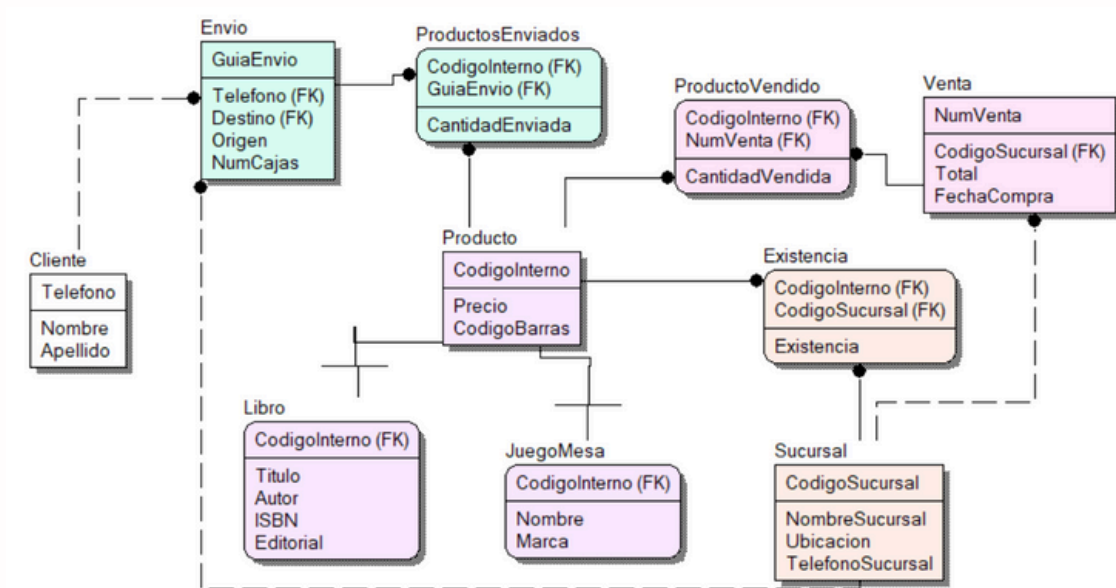 Envio
GuiaEnvio
Telefono (FK)
Destino (FK)
Origen
NumCajas
ProductosEnviados
CodigoInterno (FK)
GuiaEnvio (FK)
CantidadEnviada
ProductoVendido
CodigoInterno (FK)
NumVenta (FK)
CantidadVendida
Venta
NumVenta
CodigoSucursal (FK)
Total
FechaCompra
Cliente
Telefono
Nombre
Apellido
Producto
CodigoInterno
Precio
CodigoBarras
Existencia
CodigoInterno (FK)
CodigoSucursal (FK)
Existencia
Libro
CodigoInterno (FK)
Titulo
Autor
ISBN
Editorial
JuegoMesa
CodigoInterno (FK)
Nombre
Marca
Sucursal
CodigoSucursal
NombreSucursal
Ubicacion
TelefonoSucursal